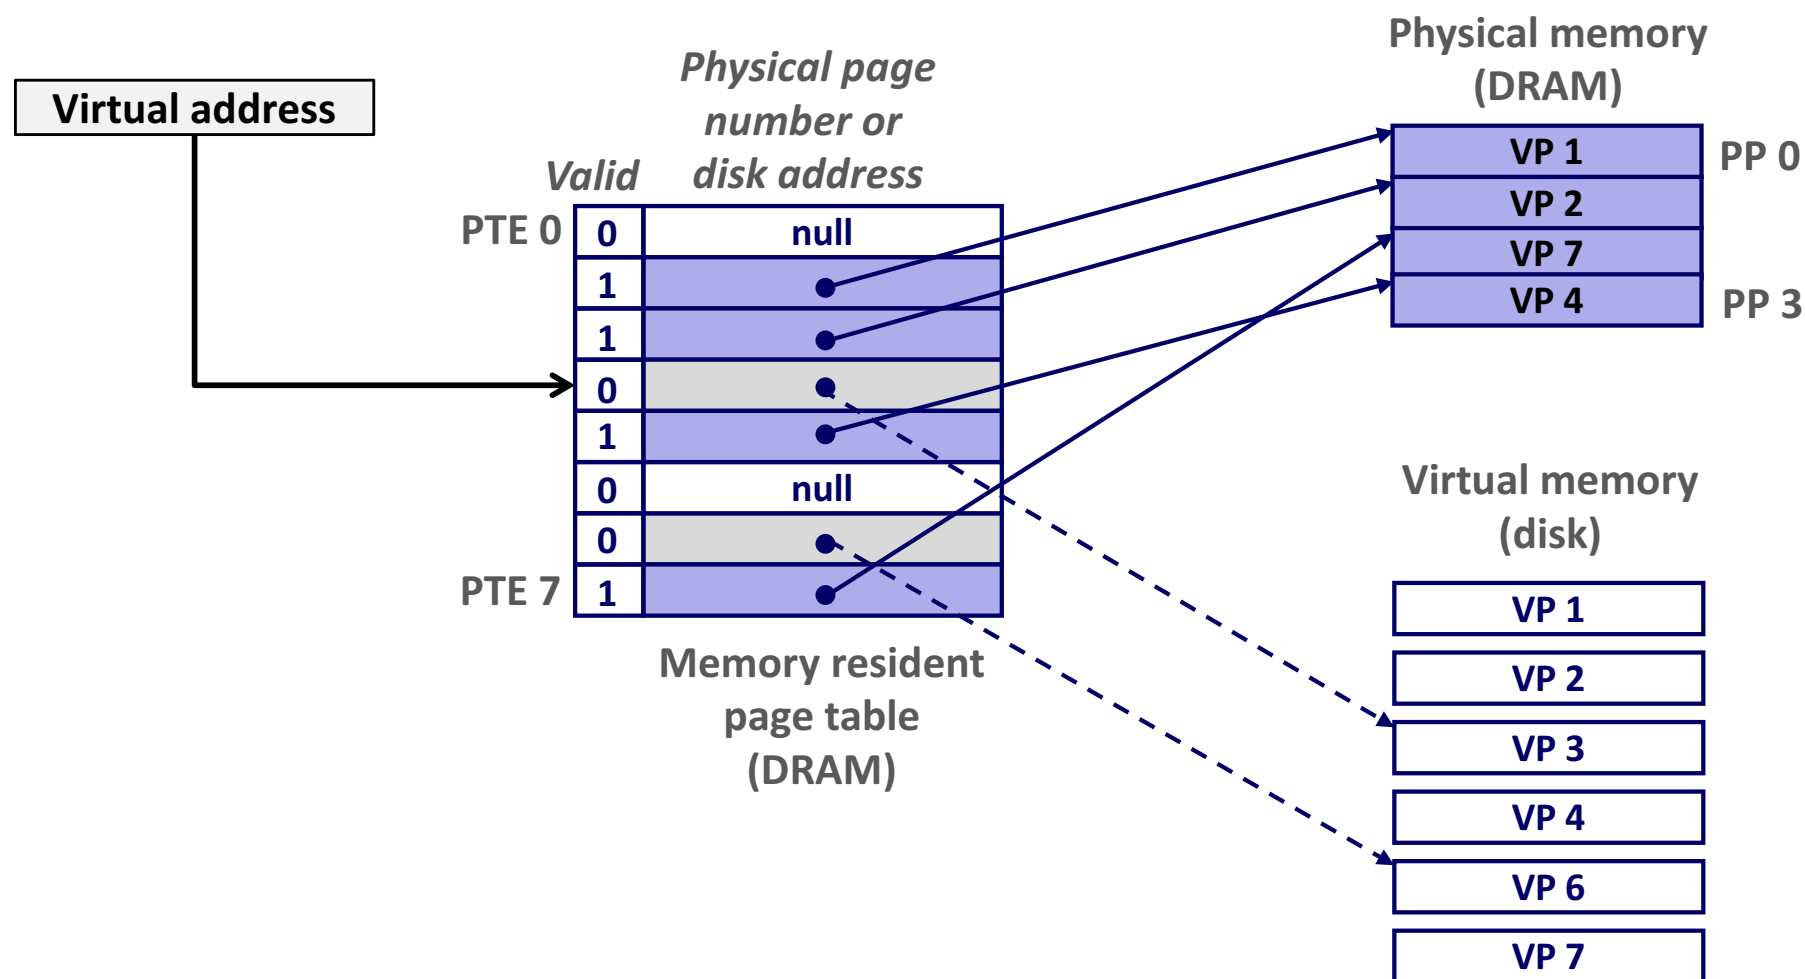 Virtual address
Physical page
number or
disk address
Valid
PTE 0
0
null
1
1
0
1
0
null
0
PTE 7
1
Memory resident
page table
(DRAM)
Physical memory
(DRAM)
VP 1
PP 0
VP 2
VP 7
VP 4
PP 3
Virtual memory
(disk)
VP 1
VP 2
VP 3
VP 4
VP 6
VP 7